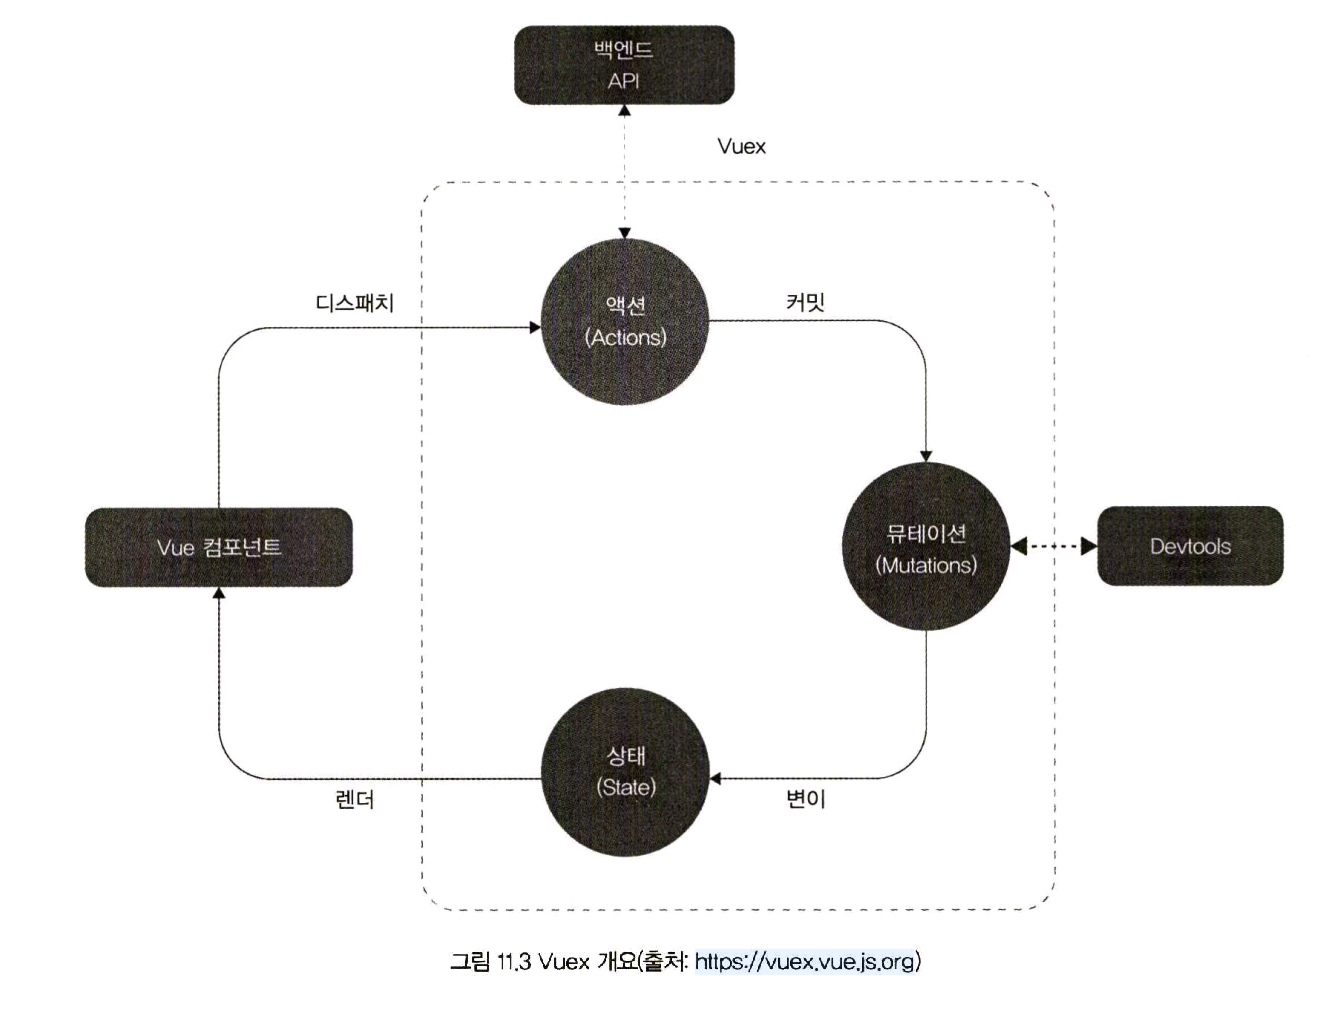 백엔드
API
Vuex
디스패치
액션
(Actions)
커밋
Vue 컴포넌트
뮤테이션
(Mutations)
Devtools
상태
(State)
렌더
변이
그림 11.3 Vuex 개요(출처: https://vuex.vue.js.org)